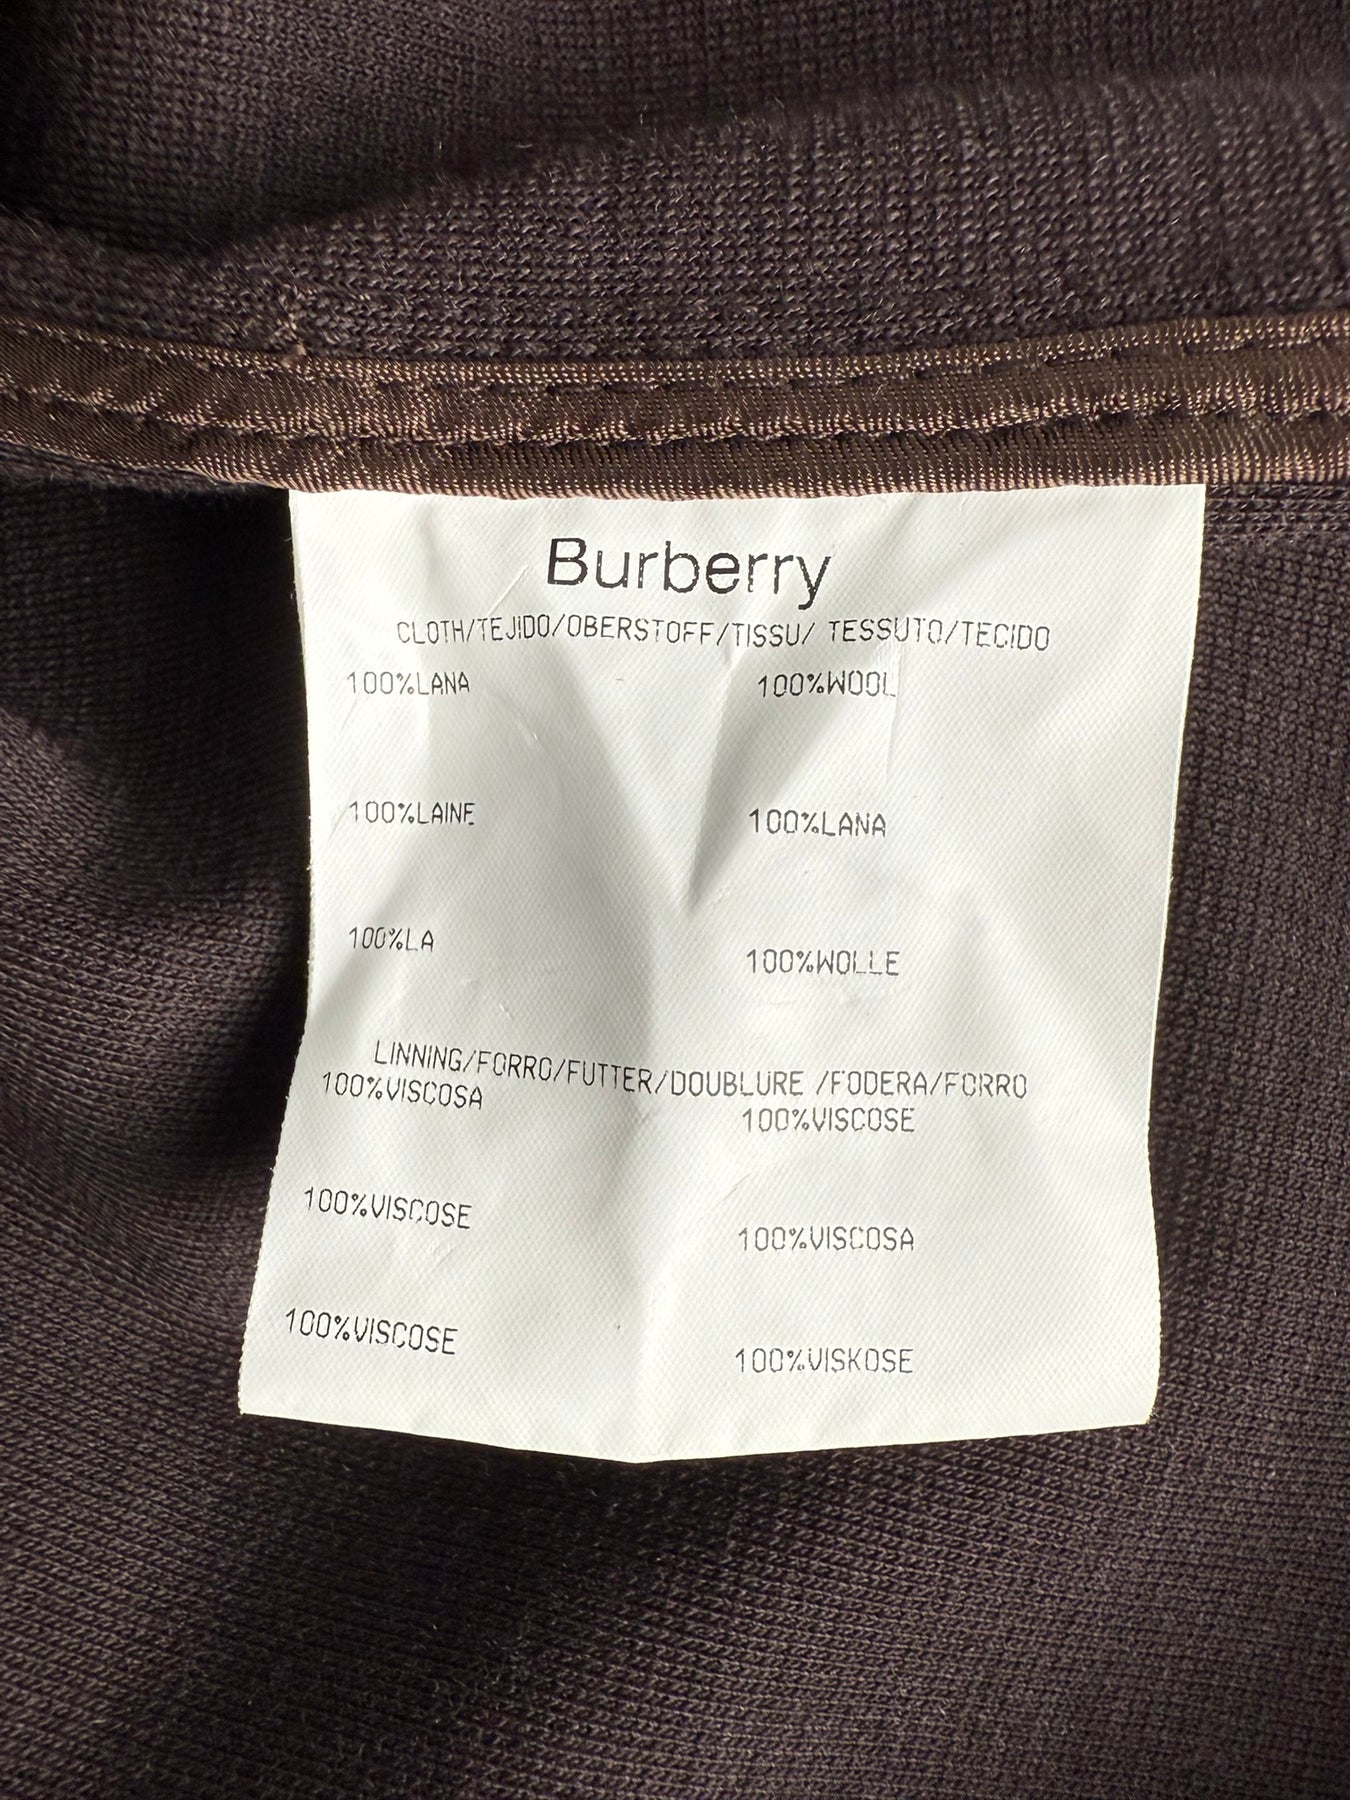 Burberry
CLOTH/TEJIDO/OBERSTOFF/TISSU/ TESSUTO/TECIDO
100%LANA 100%WOOL
100%LAINE 100%LANA
100%LA 100%WOLLE
LINNING/FORRO/FUTTER/DOUBLURE /FODERA/FORRO
100%VISCOSA 100%VISCOSE
100%VISCOSE 100%VISCOSA
100%VISCOSE 100%VISKOSE